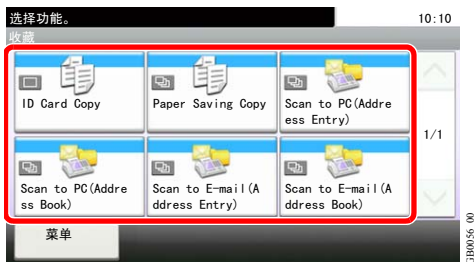 选择功能。
10:10
收藏
ID Card Copy
Paper Saving Copy
Scan to PC(Addre
ess Entry)
1/1
Scan to PC(Addre
ss Book)
Scan to E-mail(A
ddress Entry)
Scan to E-mail(A
ddress Book)
菜单
GB0056_00